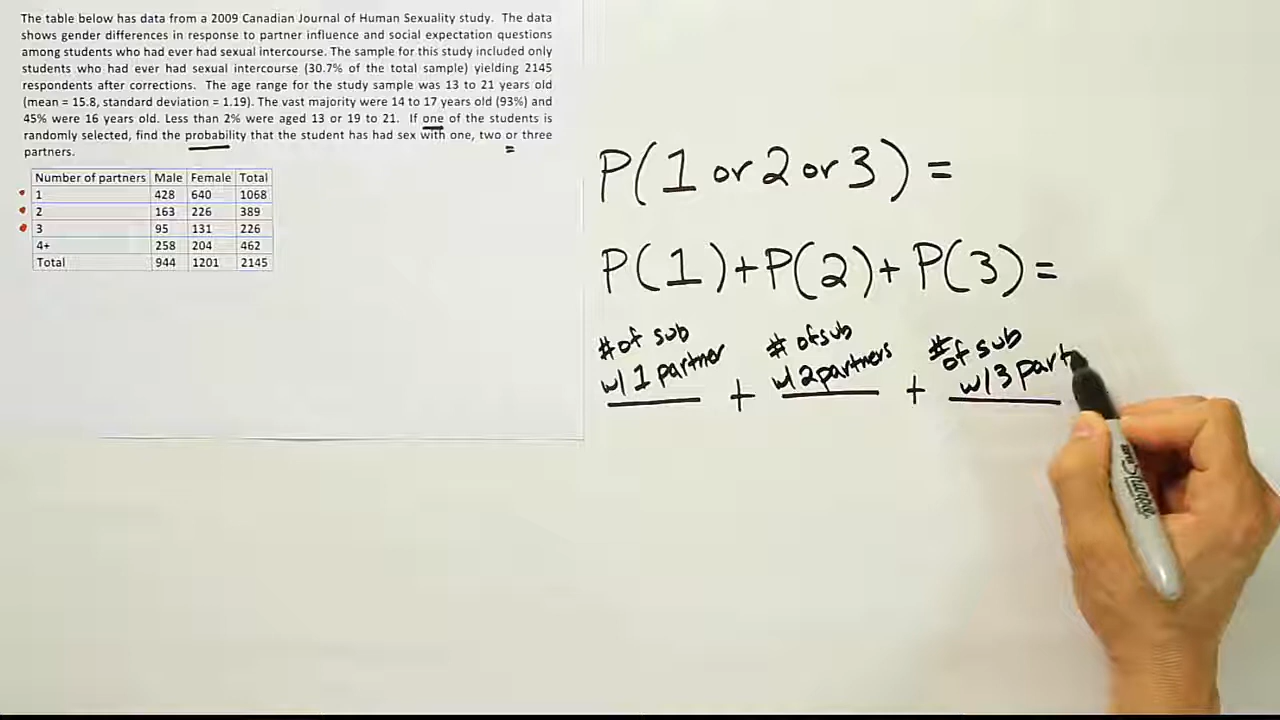 The table below has data from a 2009 Canadian Journal of Human Sexuality study. The data
shows gender differences in response to partner influence and social expectation questions
among students who had ever had sexual intercourse. The sample for this study included only
students who had ever had sexual intercourse (30.7% of the total sample) yielding 2145
respondents after corrections. The age range for the study sample was 13 to 21 years old
(mean = 15.8, standard deviation = 1.19). The vast majority were 14 to 17 years old (93%) and
45% were 16 years old. Less than 2% were aged 13 or 19 to 21. If one of the students is
randomly selected, find the probability that the student has had sex with one, two or three
partners.
Number of partners Male Female Total
1 428 640 1068
2 163 226 389
3 95 131 226
4+ 258 204 462
Total 944 1201 2145
P(1 or 2 or 3) =
P(1) + P(2) + P(3) =
# of sub # of sub # of sub
w/ 1 partner w/ 2 partners w/ 3 part
+ +
Sharpie